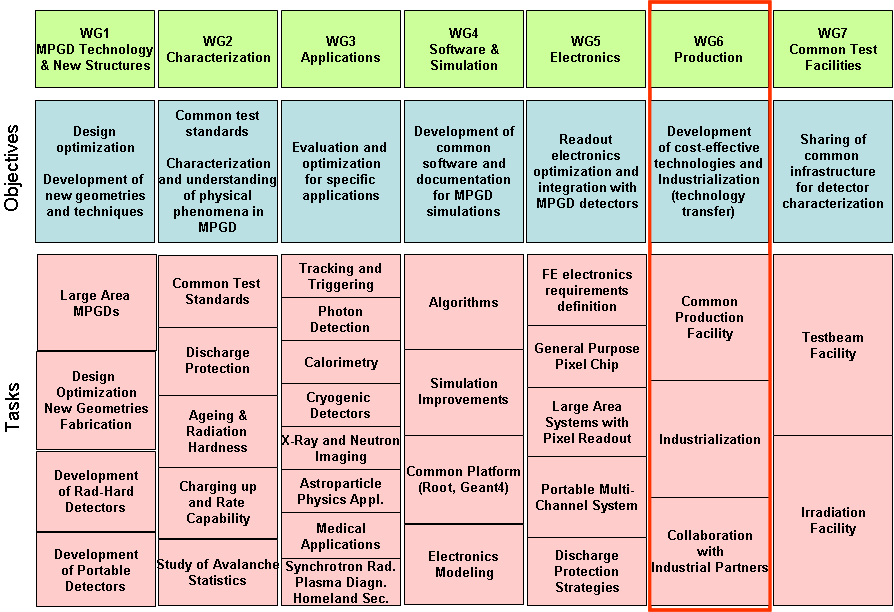 WG1
MPGD Technology
& New Structures
WG2
Characterization
WG3
Applications
WG4
Software &
Simulation
WG5
Electronics
WG6
Production
WG7
Common Test
Facilities
Objectives
Design
optimization
Development of
new geometries
and techniques
Common test
standards
Characterization
and understanding
of physical
phenomena in
MPGD
Evaluation and
optimization
for specific
applications
Development of
common
software and
documentation
for MPGD
simulations
Readout
electronics
optimization and
integration with
MPGD detectors
Development
of cost-effective
technologies and
Industrialization
(technology
transfer)
Sharing of
common
infrastructure
for detector
characterization
Tasks
Large Area
MPGDs
Design
Optimization
New Geometries
Fabrication
Development
of Rad-Hard
Detectors
Development
of Portable
Detectors
Common Test
Standards
Discharge
Protection
Ageing &
Radiation
Hardness
Charging up
and Rate
Capability
Study of Avalanche
Statistics
Tracking and
Triggering
Photon
Detection
Calorimetry
Cryogenic
Detectors
X-Ray and Neutron
Imaging
Astroparticle
Physics Appl.
Medical
Applications
Synchrotron Rad.
Plasma Diagn.
Homeland Sec.
Algorithms
Simulation
Improvements
Common Platform
(Root, Geant4)
Electronics
Modeling
FE electronics
requirements
definition
General Purpose
Pixel Chip
Large Area
Systems with
Pixel Readout
Portable Multi-
Channel System
Discharge
Protection
Strategies
Common
Production
Facility
Industrialization
Collaboration
with
Industrial Partners
Testbeam
Facility
Irradiation
Facility